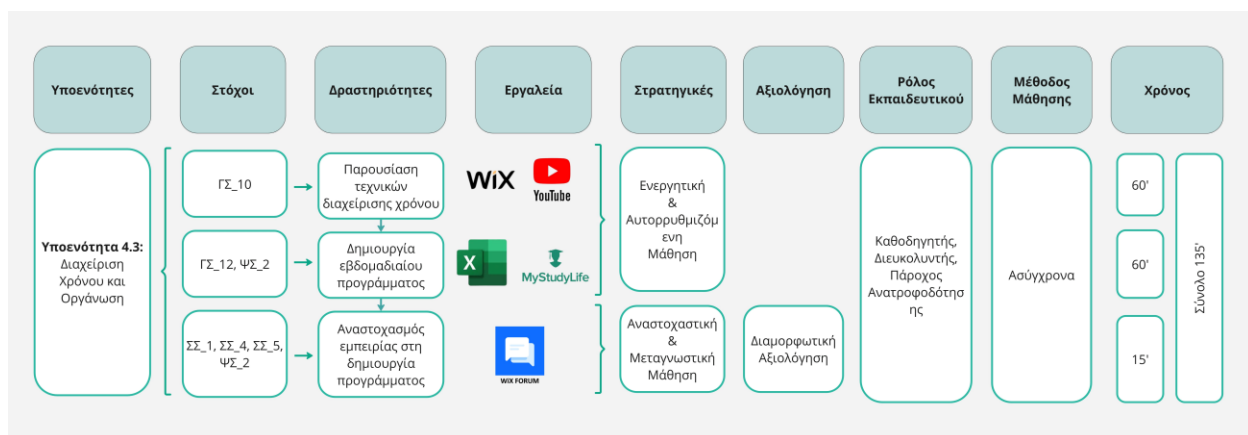 Υποενότητες
Στόχοι
Δραστηριότητες
Εργαλεία
Στρατηγικές
Αξιολόγηση
Ρόλος
Εκπαιδευτικού
Μέθοδος
Μάθησης
Χρόνος
Υποενότητα 4.3:
Διαχείριση
Χρόνου και
Οργάνωση
ΓΣ_10
Παρουσίαση
τεχνικών
διαχείρισης χρόνου
WiX
YouTube
Ενεργητική
&
Αυτορρυθμιζόμ
ενη
Μάθηση
ΓΣ_12, ΨΣ_2
Δημιουργία
εβδομαδιαίου
προγράμματος
X
MyStudyLife
ΣΣ_1, ΣΣ_4, ΣΣ_5,
ΨΣ_2
Αναστοχασμός
εμπειρίας στη
δημιουργία
προγράμματος
WIX FORUM
Αναστοχαστική
&
Μεταγνωστική
Μάθηση
Διαμορφωτική
Αξιολόγηση
Καθοδηγητής,
Διευκολυντής,
Πάροχος
Ανατροφοδότησ
ης
Ασύγχρονα
60'
60'
15'
Σύνολο 135'